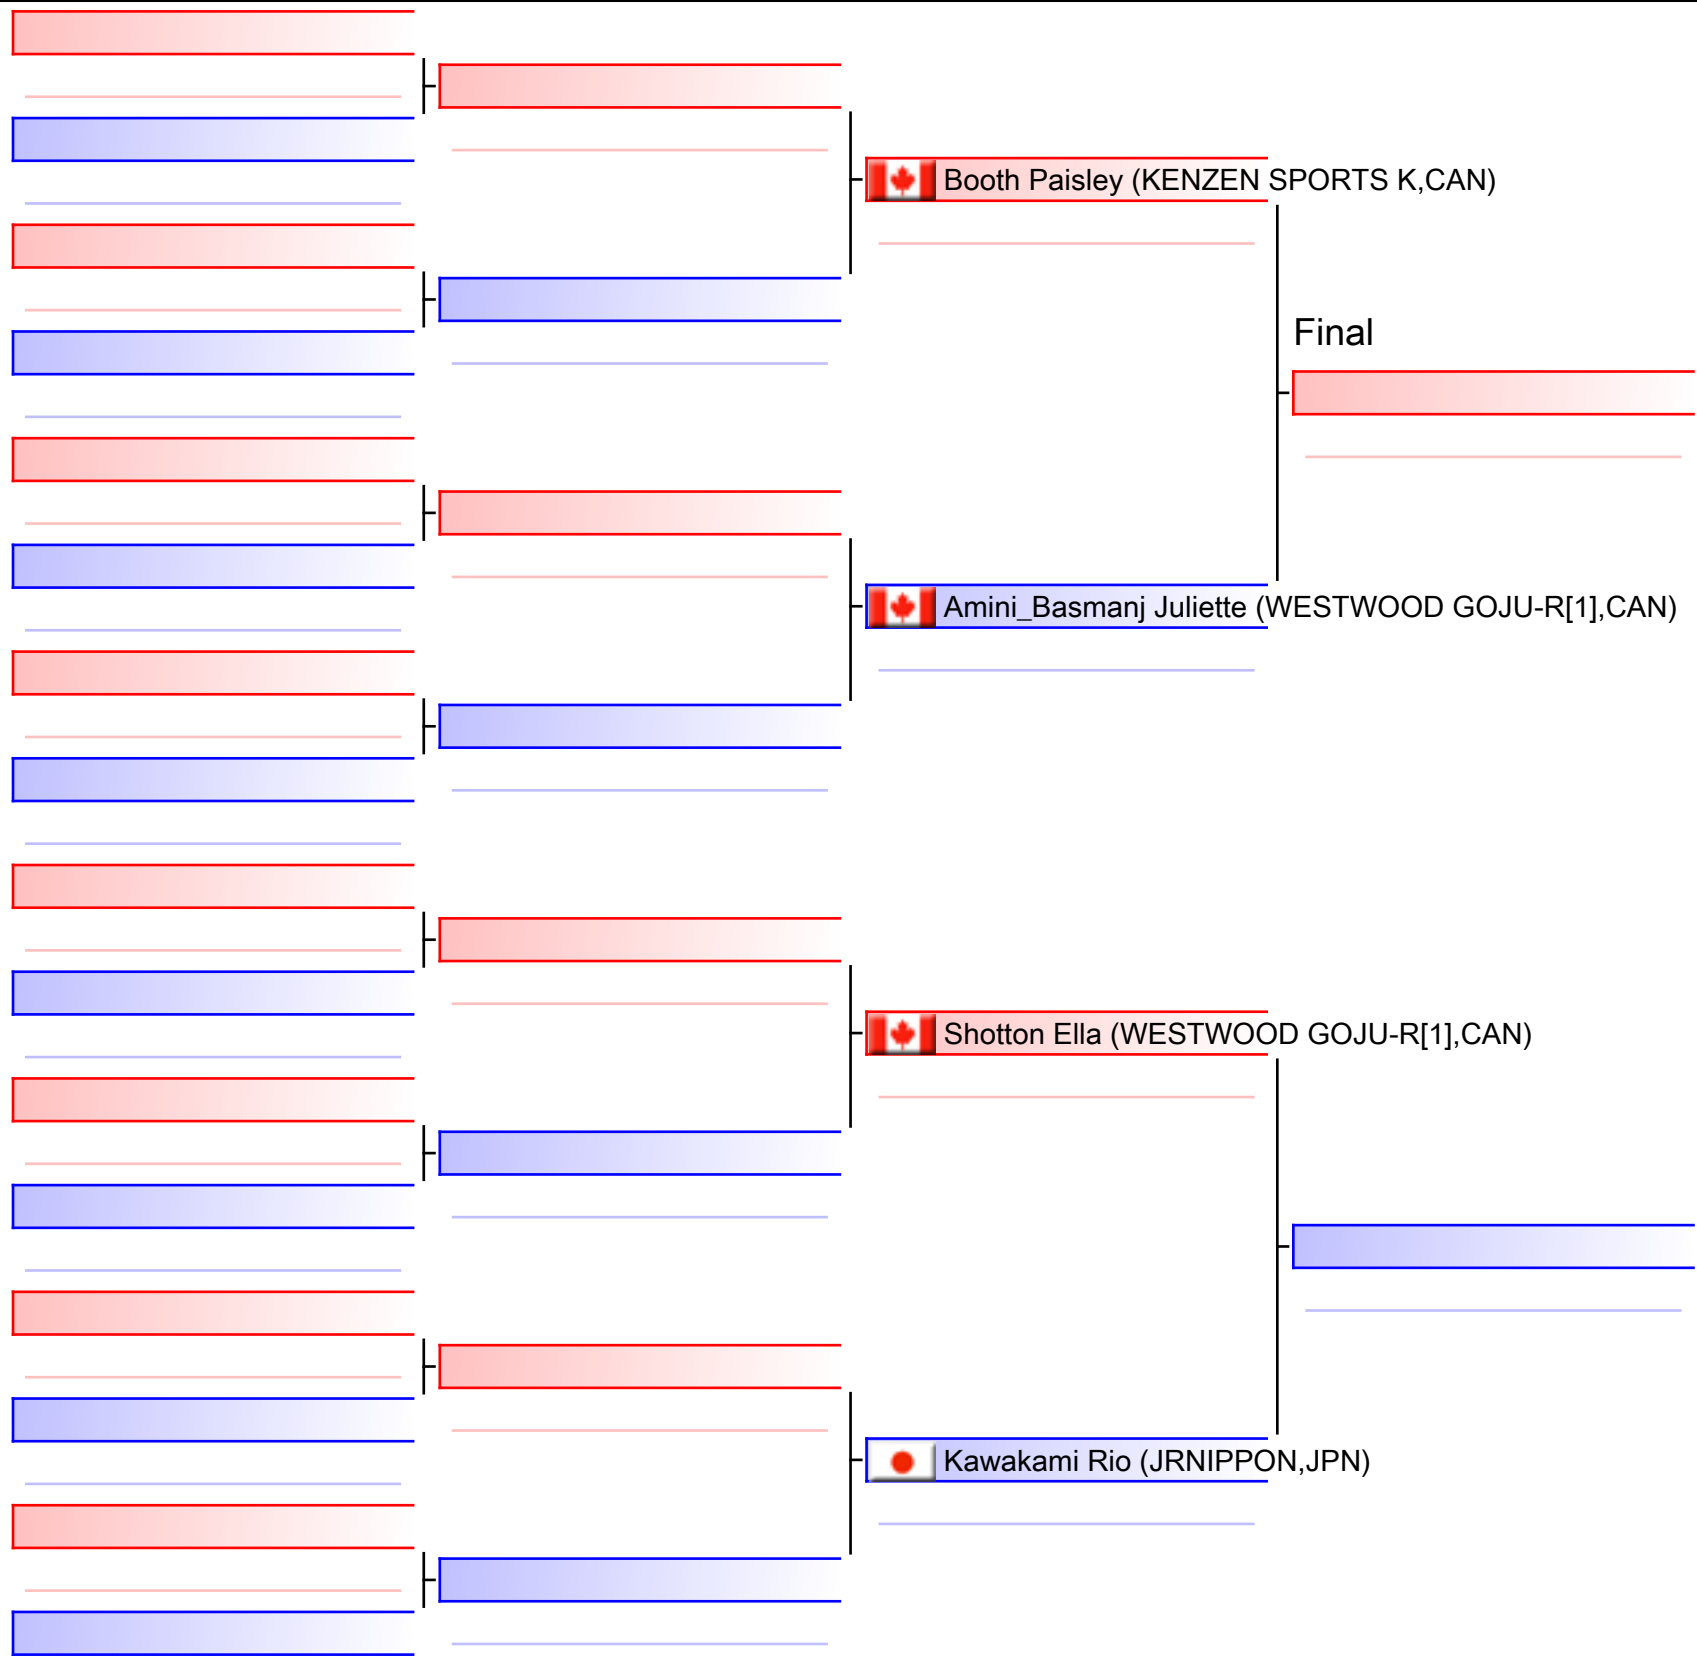 Booth Paisley (KENZEN SPORTS K,CAN)
Final
Amini_Basmanj Juliette (WESTWOOD GOJU-R[1],CAN)
Shotton Ella (WESTWOOD GOJU-R[1],CAN)
Kawakami Rio (JRNIPPON,JPN)